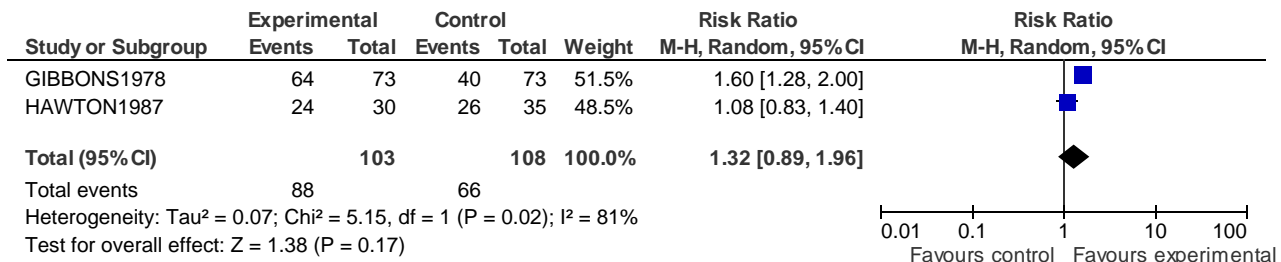 Experimental Control Risk Ratio Risk Ratio
Study or Subgroup Events Total Events Total Weight M-H, Random, 95% CI M-H, Random, 95% CI
GIBBONS1978 64 73 40 73 51.5% 1.60 [1.28, 2.00]
HAWTON1987 24 30 26 35 48.5% 1.08 [0.83, 1.40]
Total (95% CI) 103 108 100.0% 1.32 [0.89, 1.96]
Total events 88 66
Heterogeneity: Tau² = 0.07; Chi² = 5.15, df = 1 (P = 0.02); I² = 81%
Test for overall effect: Z = 1.38 (P = 0.17)
0.01 0.1 1 10 100
Favours control Favours experimental